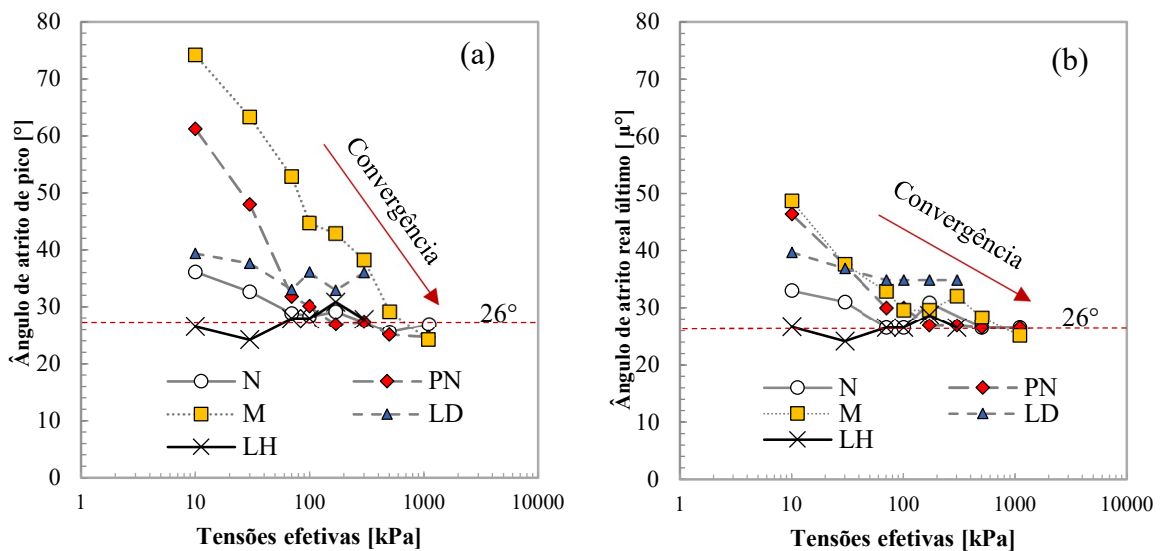 (a)
Ângulo de atrito de pico [°]
80
70
60
50
40
30
20
10
0
Convergência
26°
N
PN
M
LD
LH
1
10
100
1000
10000
Tensões efetivas [kPa]
(b)
Ângulo de atrito real último [ µ°]
80
70
60
50
40
30
20
10
0
Convergência
26°
N
PN
M
LD
LH
1
10
100
1000
10000
Tensões efetivas [kPa]